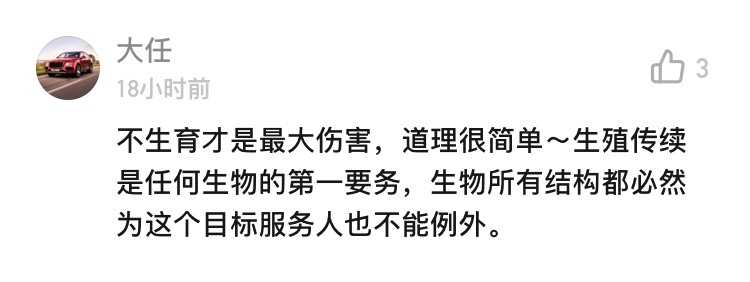 大任
18小时前
3
不生育才是最大伤害，道理很简单～生殖传续
是任何生物的第一要务，生物所有结构都必然
为这个目标服务人也不能例外。